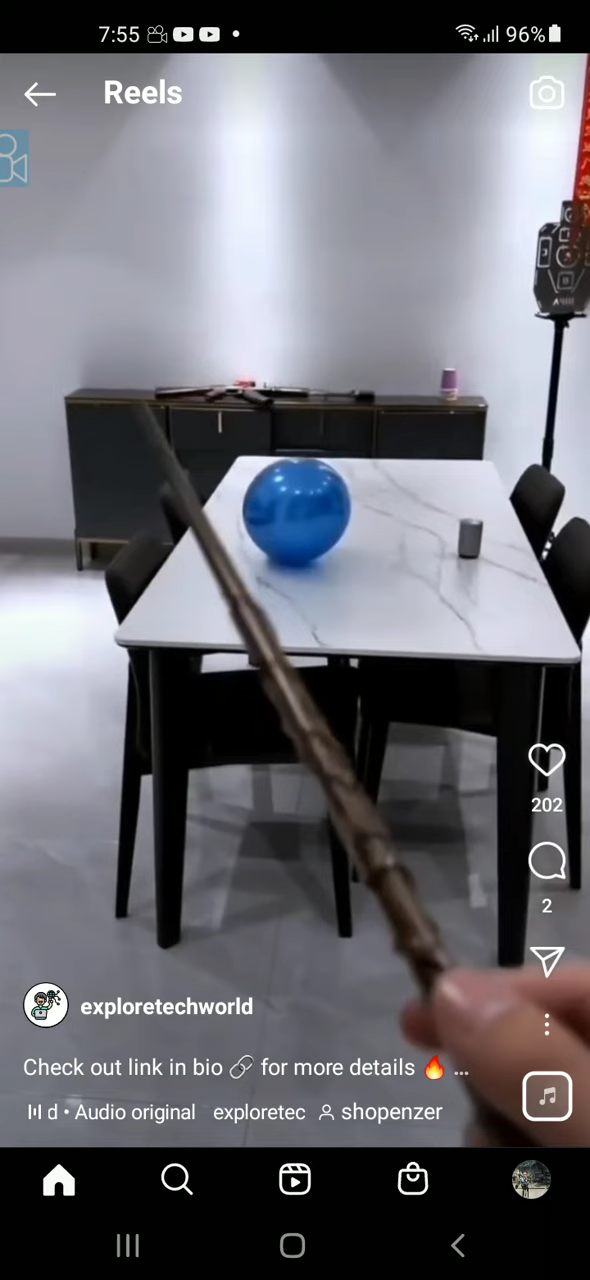 7:55 96%
Reels
202
2
exploretechworld
Check out link in bio 🔗 for more details 🔥 ...
d • Audio original exploretec shopenzer